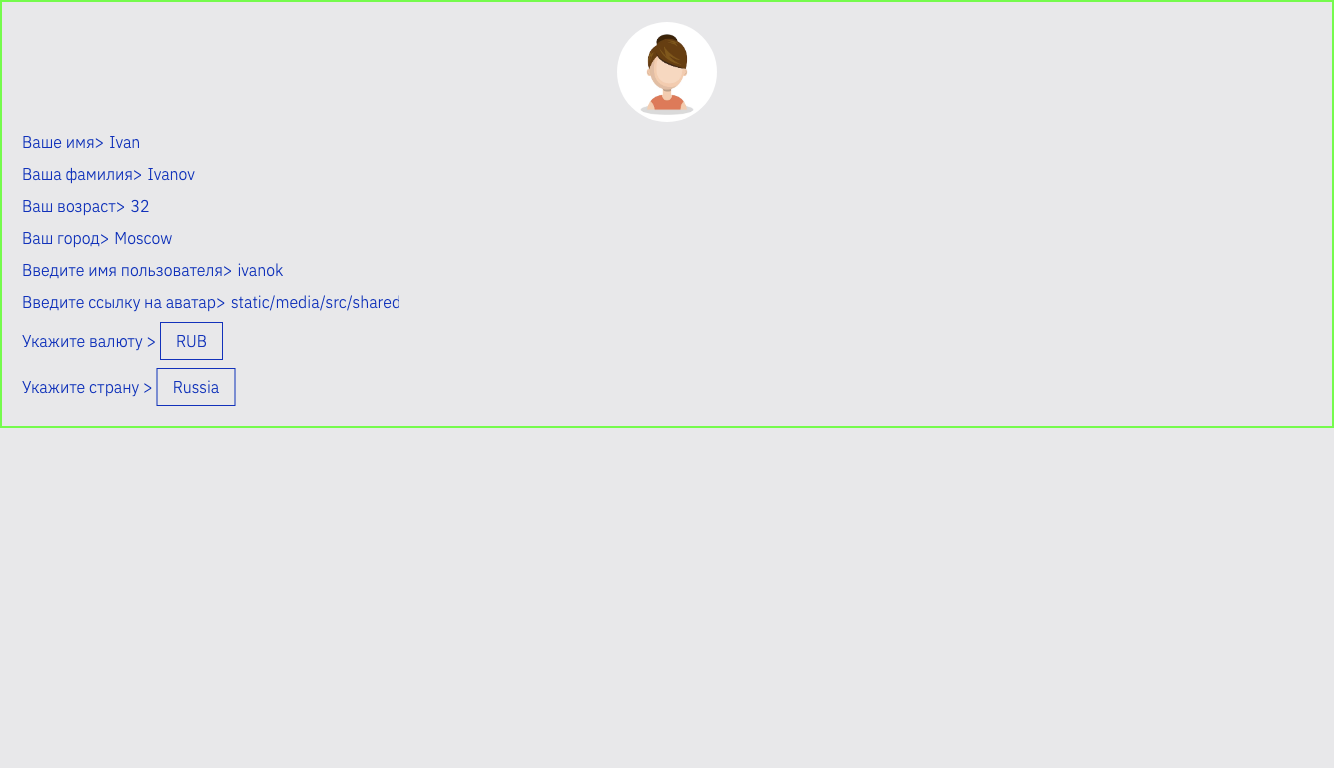 Ваше имя> Ivan
Ваша фамилия> Ivanov
Ваш возраст> 32
Ваш город> Moscow
Введите имя пользователя> ivanok
Введите ссылку на аватар> static/media/src/shared
Укажите валюту > RUB
Укажите страну > Russia